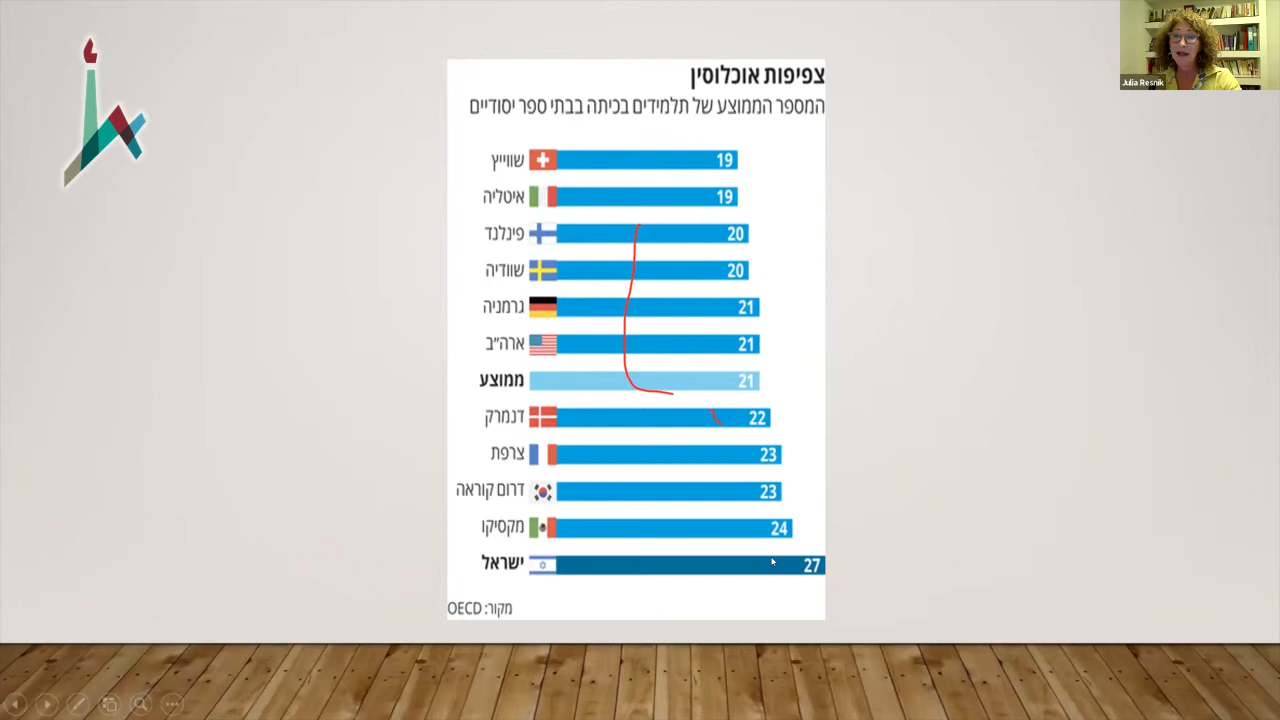 Julia Resnik
צפיפות אוכלוסין
המספר הממוצע של תלמידים בכיתה בבתי ספר יסודיים
שווייץ 19
איטליה 19
פינלנד 20
שוודיה 20
גרמניה 21
ארה״ב 21
ממוצע 21
דנמרק 22
צרפת 23
דרום קוראה 23
מקסיקו 24
ישראל 27
מקור: OECD